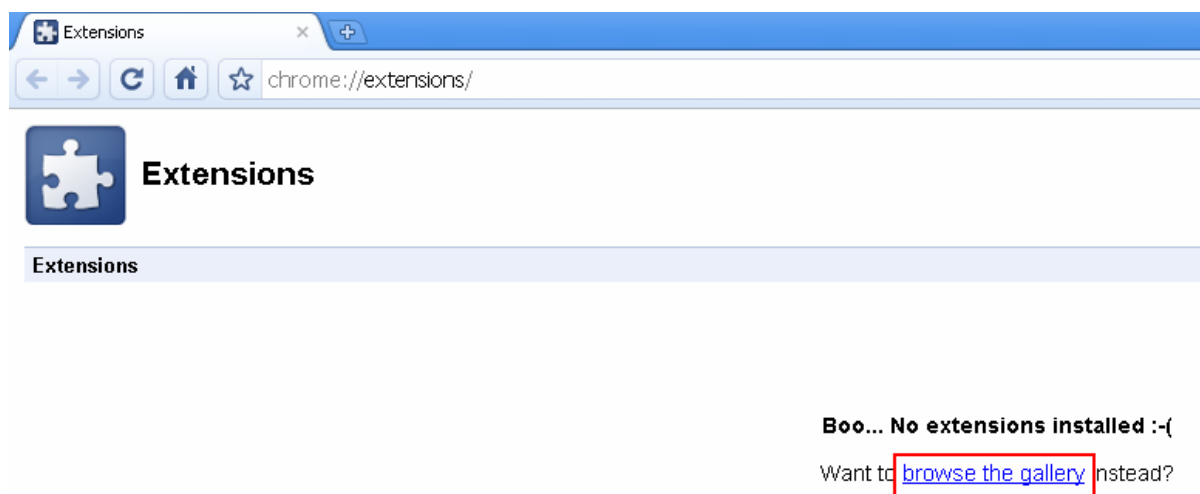 Extensions
chrome://extensions/
Extensions
Extensions
Boo... No extensions installed :-(
Want to browse the gallery instead?